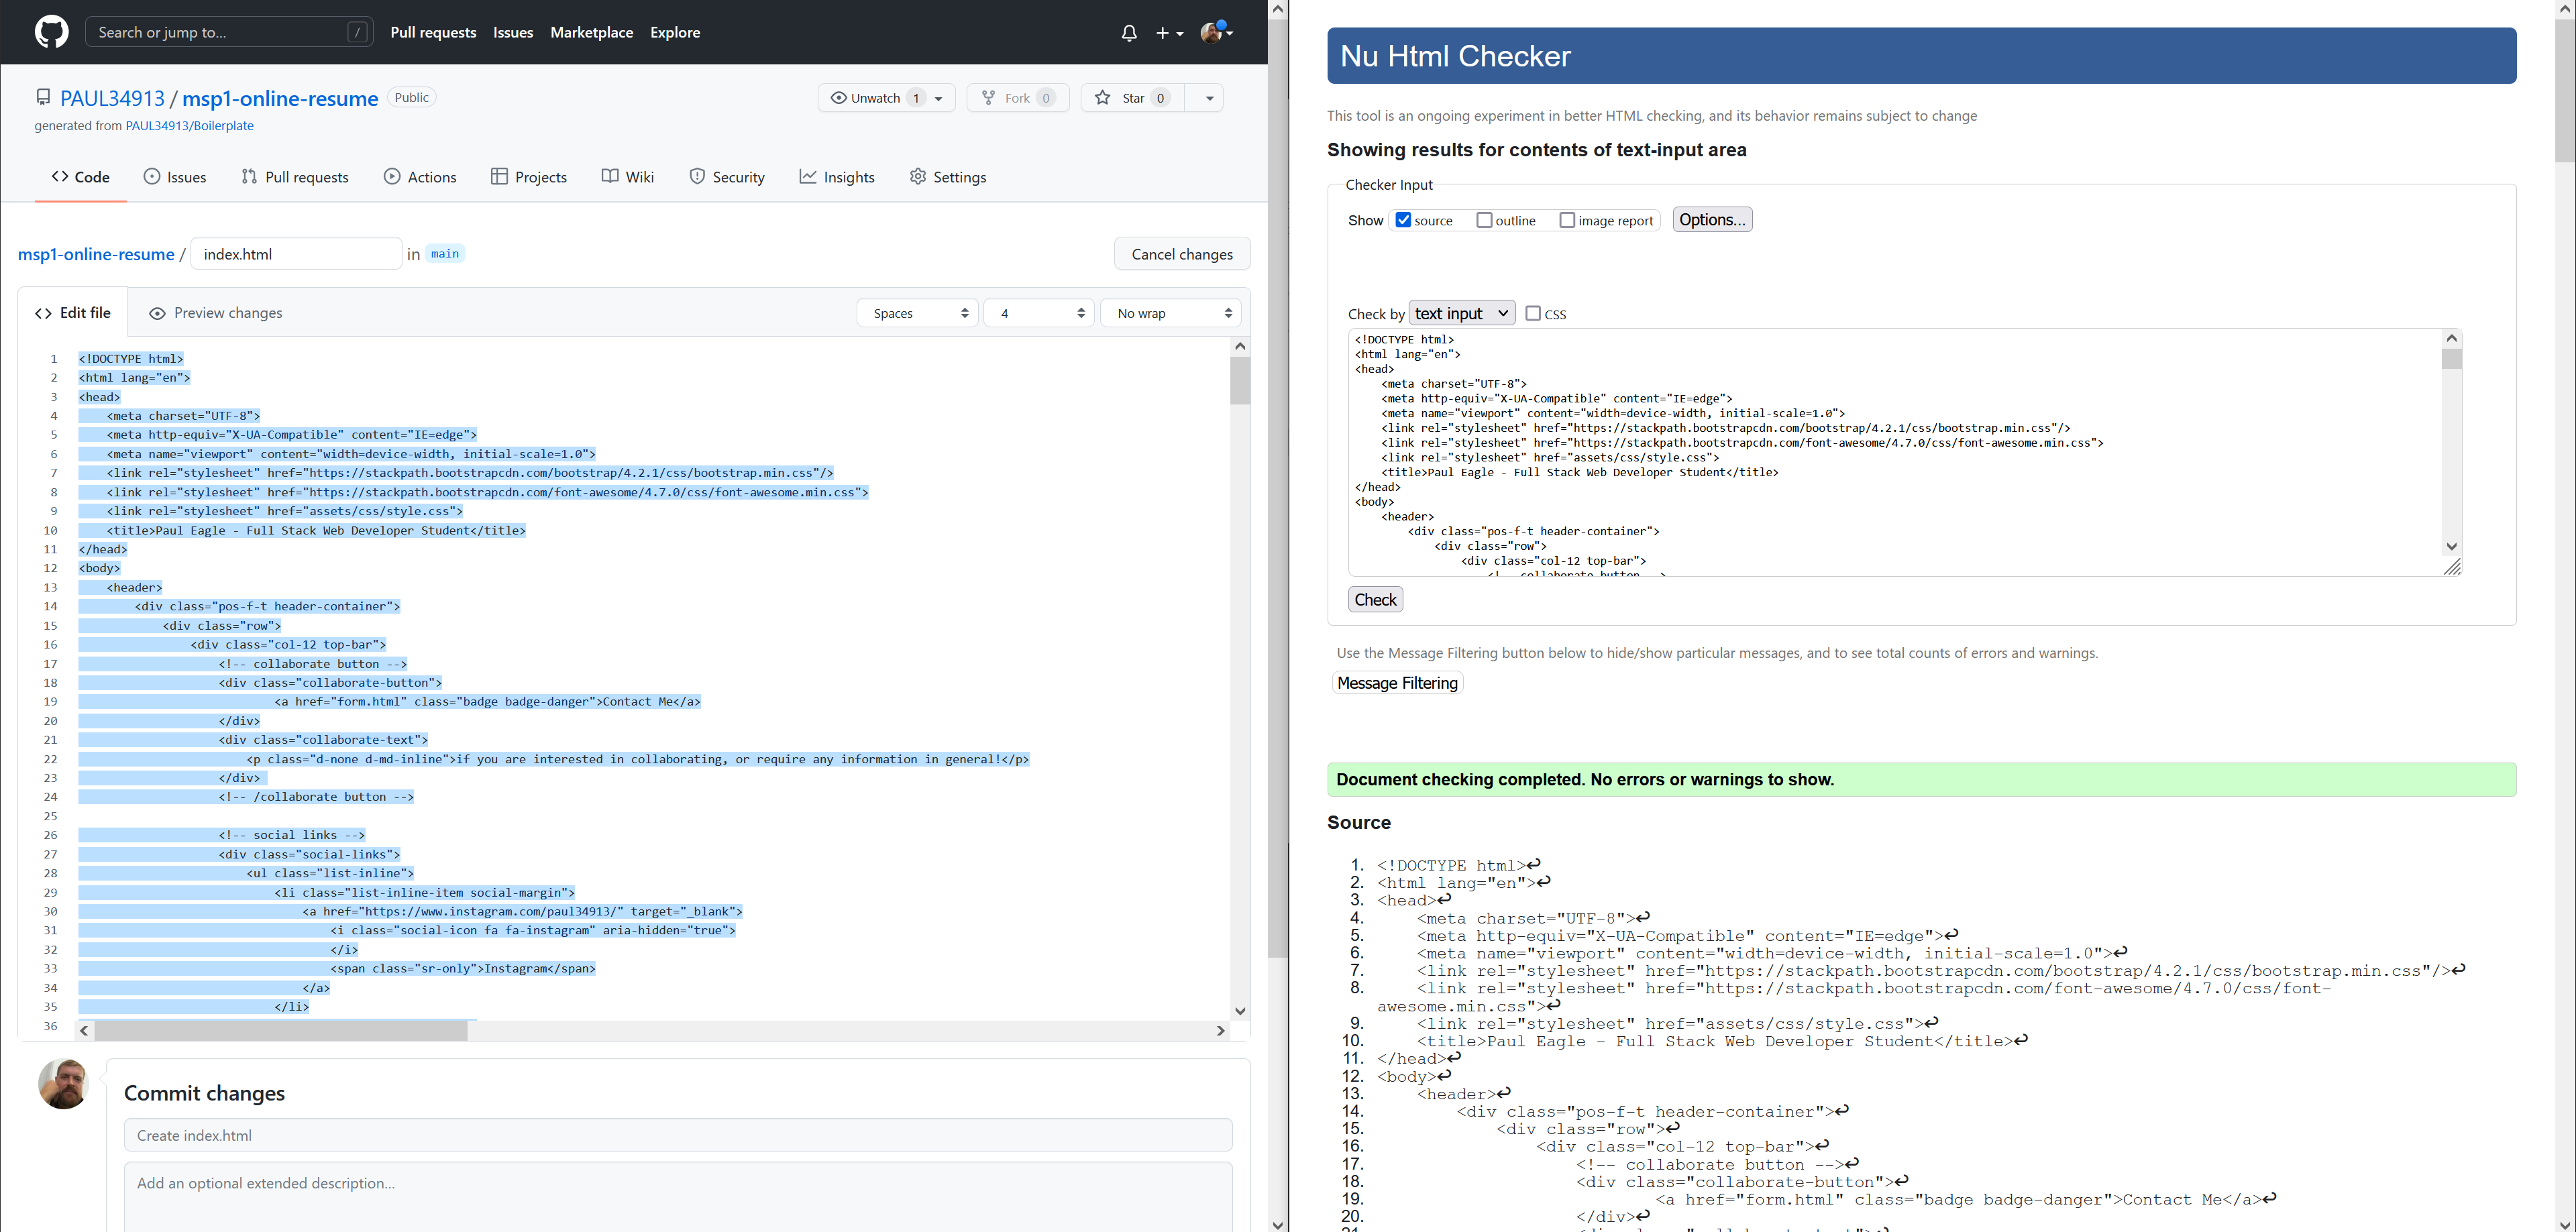 Search or jump to... /
Pull requests Issues Marketplace Explore
PAUL34913 / msp1-online-resume Public
Unwatch 1 Fork 0 Star 0
generated from PAUL34913/Boilerplate
Code Issues Pull requests Actions Projects Wiki Security Insights Settings
msp1-online-resume / index.html in main
Cancel changes
Edit file Preview changes
Spaces 4 No wrap
1 <!DOCTYPE html>
2 <html lang="en">
3 <head>
4 <meta charset="UTF-8">
5 <meta http-equiv="X-UA-Compatible" content="IE=edge">
6 <meta name="viewport" content="width=device-width, initial-scale=1.0">
7 <link rel="stylesheet" href="https://stackpath.bootstrapcdn.com/bootstrap/4.2.1/css/bootstrap.min.css"/>
8 <link rel="stylesheet" href="https://stackpath.bootstrapcdn.com/font-awesome/4.7.0/css/font-awesome.min.css">
9 <link rel="stylesheet" href="assets/css/style.css">
10 <title>Paul Eagle - Full Stack Web Developer Student</title>
11 </head>
12 <body>
13 <header>
14 <div class="pos-f-t header-container">
15 <div class="row">
16 <div class="col-12 top-bar">
17 <!-- collaborate button -->
18 <div class="collaborate-button">
19 <a href="form.html" class="badge badge-danger">Contact Me</a>
20 </div>
21 <div class="collaborate-text">
22 <p class="d-none d-md-inline">if you are interested in collaborating, or require any information in general!</p>
23 </div>
24 <!-- /collaborate button -->
25
26 <!-- social links -->
27 <div class="social-links">
28 <ul class="list-inline">
29 <li class="list-inline-item social-margin">
30 <a href="https://www.instagram.com/paul34913/" target="_blank">
31 <i class="social-icon fa fa-instagram" aria-hidden="true">
32 </i>
33 <span class="sr-only">Instagram</span>
34 </a>
35 </li>
36
Commit changes
Create index.html
Add an optional extended description...
Nu Html Checker
This tool is an ongoing experiment in better HTML checking, and its behavior remains subject to change
Showing results for contents of text-input area
Checker Input
Show source outline image report Options...
Check by text input CSS
<!DOCTYPE html>
<html lang="en">
<head>
<meta charset="UTF-8">
<meta http-equiv="X-UA-Compatible" content="IE=edge">
<meta name="viewport" content="width=device-width, initial-scale=1.0">
<link rel="stylesheet" href="https://stackpath.bootstrapcdn.com/bootstrap/4.2.1/css/bootstrap.min.css"/>
<link rel="stylesheet" href="https://stackpath.bootstrapcdn.com/font-awesome/4.7.0/css/font-awesome.min.css">
<link rel="stylesheet" href="assets/css/style.css">
<title>Paul Eagle - Full Stack Web Developer Student</title>
</head>
<body>
<header>
<div class="pos-f-t header-container">
<div class="row">
<div class="col-12 top-bar">
Check
Use the Message Filtering button below to hide/show particular messages, and to see total counts of errors and warnings.
Message Filtering
Document checking completed. No errors or warnings to show.
Source
1. <!DOCTYPE html>↩
2. <html lang="en">↩
3. <head>↩
4. <meta charset="UTF-8">↩
5. <meta http-equiv="X-UA-Compatible" content="IE=edge">↩
6. <meta name="viewport" content="width=device-width, initial-scale=1.0">↩
7. <link rel="stylesheet" href="https://stackpath.bootstrapcdn.com/bootstrap/4.2.1/css/bootstrap.min.css"/>↩
8. <link rel="stylesheet" href="https://stackpath.bootstrapcdn.com/font-awesome/4.7.0/css/font-
awesome.min.css">↩
9. <link rel="stylesheet" href="assets/css/style.css">↩
10. <title>Paul Eagle - Full Stack Web Developer Student</title>↩
11. </head>↩
12. <body>↩
13. <header>↩
14. <div class="pos-f-t header-container">↩
15. <div class="row">↩
16. <div class="col-12 top-bar">↩
17. <!-- collaborate button -->↩
18. <div class="collaborate-button">↩
19. <a href="form.html" class="badge badge-danger">Contact Me</a>↩
20. </div>↩